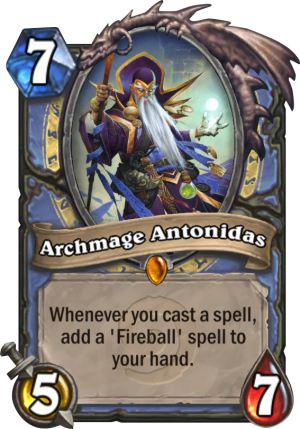 7
Archmage Antonidas
Whenever you cast a spell,
add a 'Fireball' spell to
your hand.
5
7